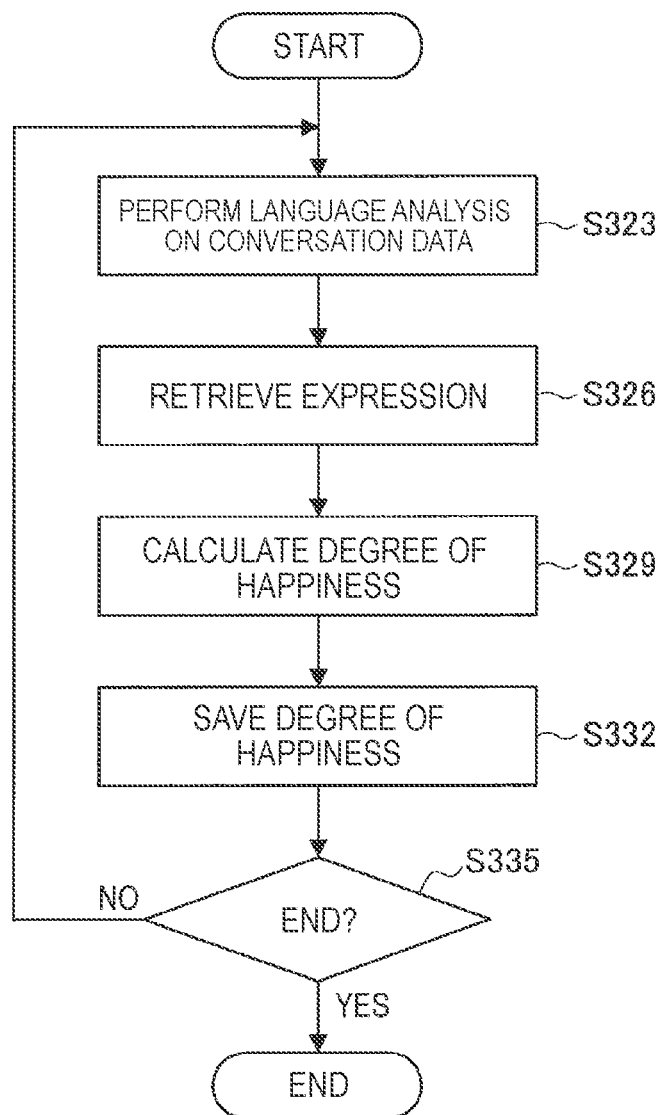 START
PERFORM LANGUAGE ANALYSIS
ON CONVERSATION DATA
S323
RETRIEVE EXPRESSION
S326
CALCULATE DEGREE OF
HAPPINESS
S329
SAVE DEGREE OF
HAPPINESS
S332
S335
NO
END?
YES
END